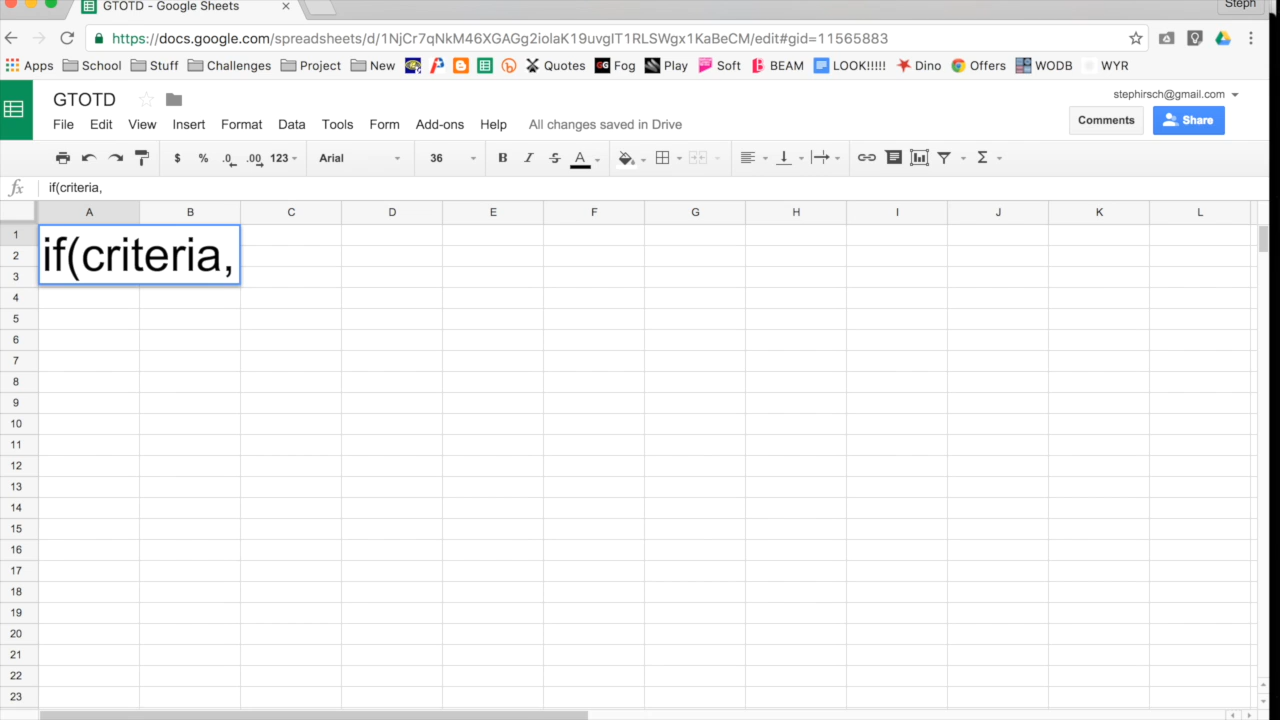 GTOTD - Google Sheets
Steph
https://docs.google.com/spreadsheets/d/1NjCr7qNkM46XGAGg2iolaK19uvgIT1RLSWgx1KaBeCM/edit#gid=11565883
Apps School Stuff Challenges Project New Quotes GG Fog Play Soft BEAM LOOK!!!!! Dino Offers WODB WYR
GTOTD
stephirsch@gmail.com
File Edit View Insert Format Data Tools Form Add-ons Help All changes saved in Drive
Comments Share
$ % .0 .00 123 Arial 36 B I S A Σ
fx if(criteria,
A B C D E F G H I J K L
1
if(criteria,
2
3
4
5
6
7
8
9
10
11
12
13
14
15
16
17
18
19
20
21
22
23